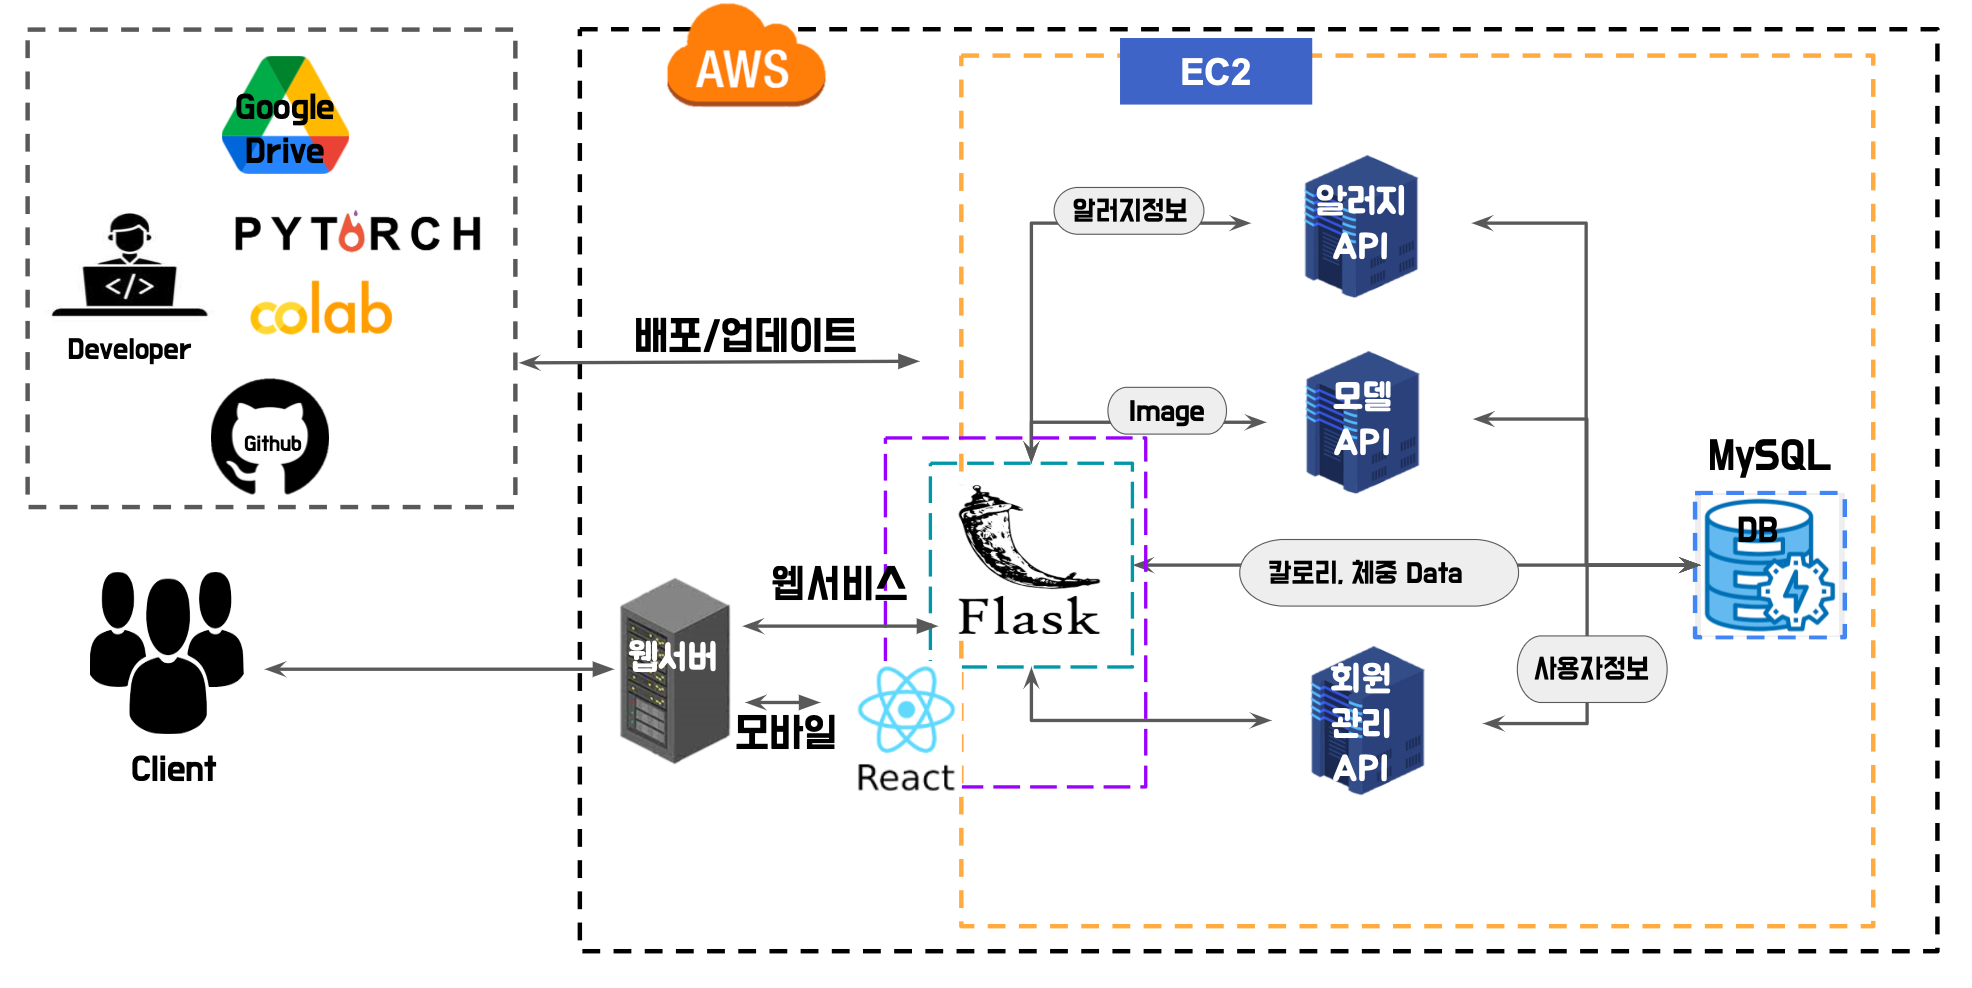 Google
Drive
PYTORCH
</>
colab
Developer
Github
Client
AWS
EC2
배포/업데이트
알러지정보
알러지
API
Image
모델
API
MySQL
DB
칼로리, 체중 Data
Flask
웹서비스
웹서버
모바일
React
사용자정보
회원
관리
API